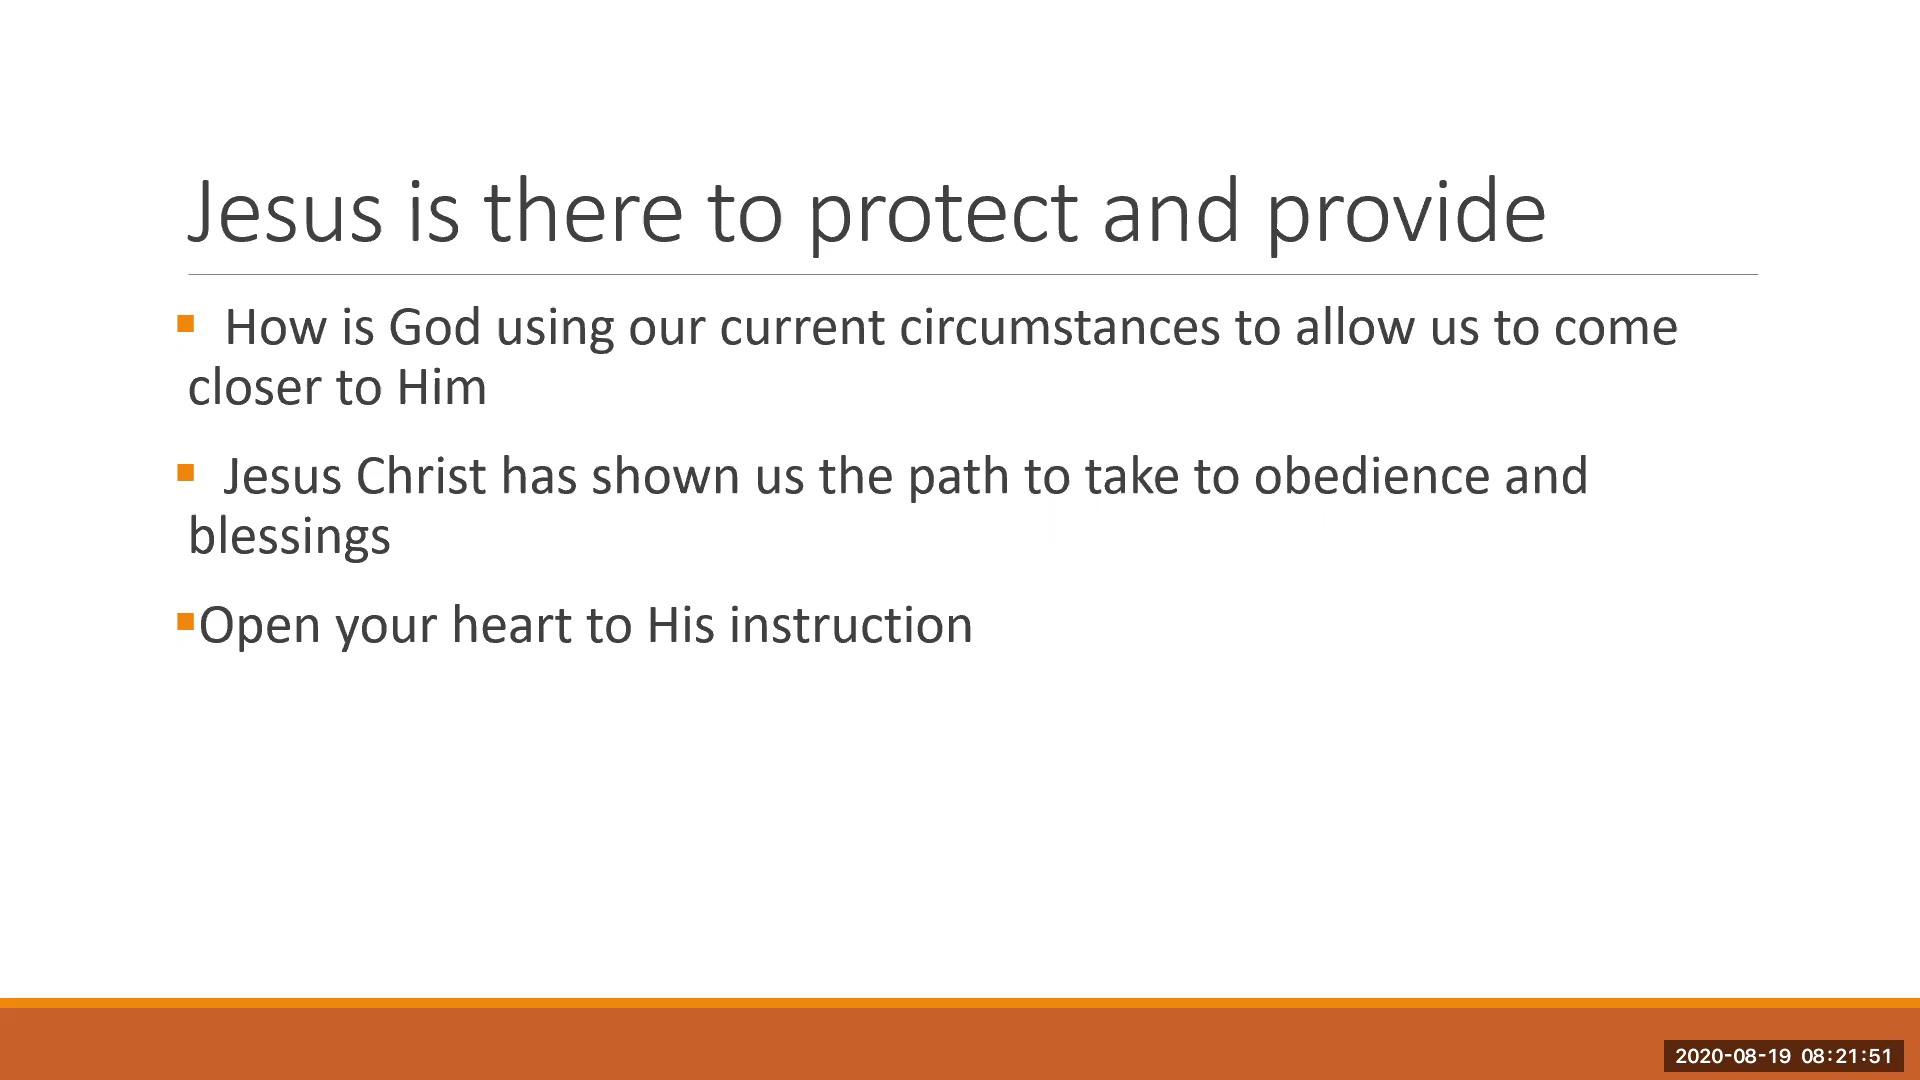 Jesus is there to protect and provide
▪ How is God using our current circumstances to allow us to come
closer to Him
▪ Jesus Christ has shown us the path to take to obedience and
blessings
▪Open your heart to His instruction
2020-08-19 08:21:51